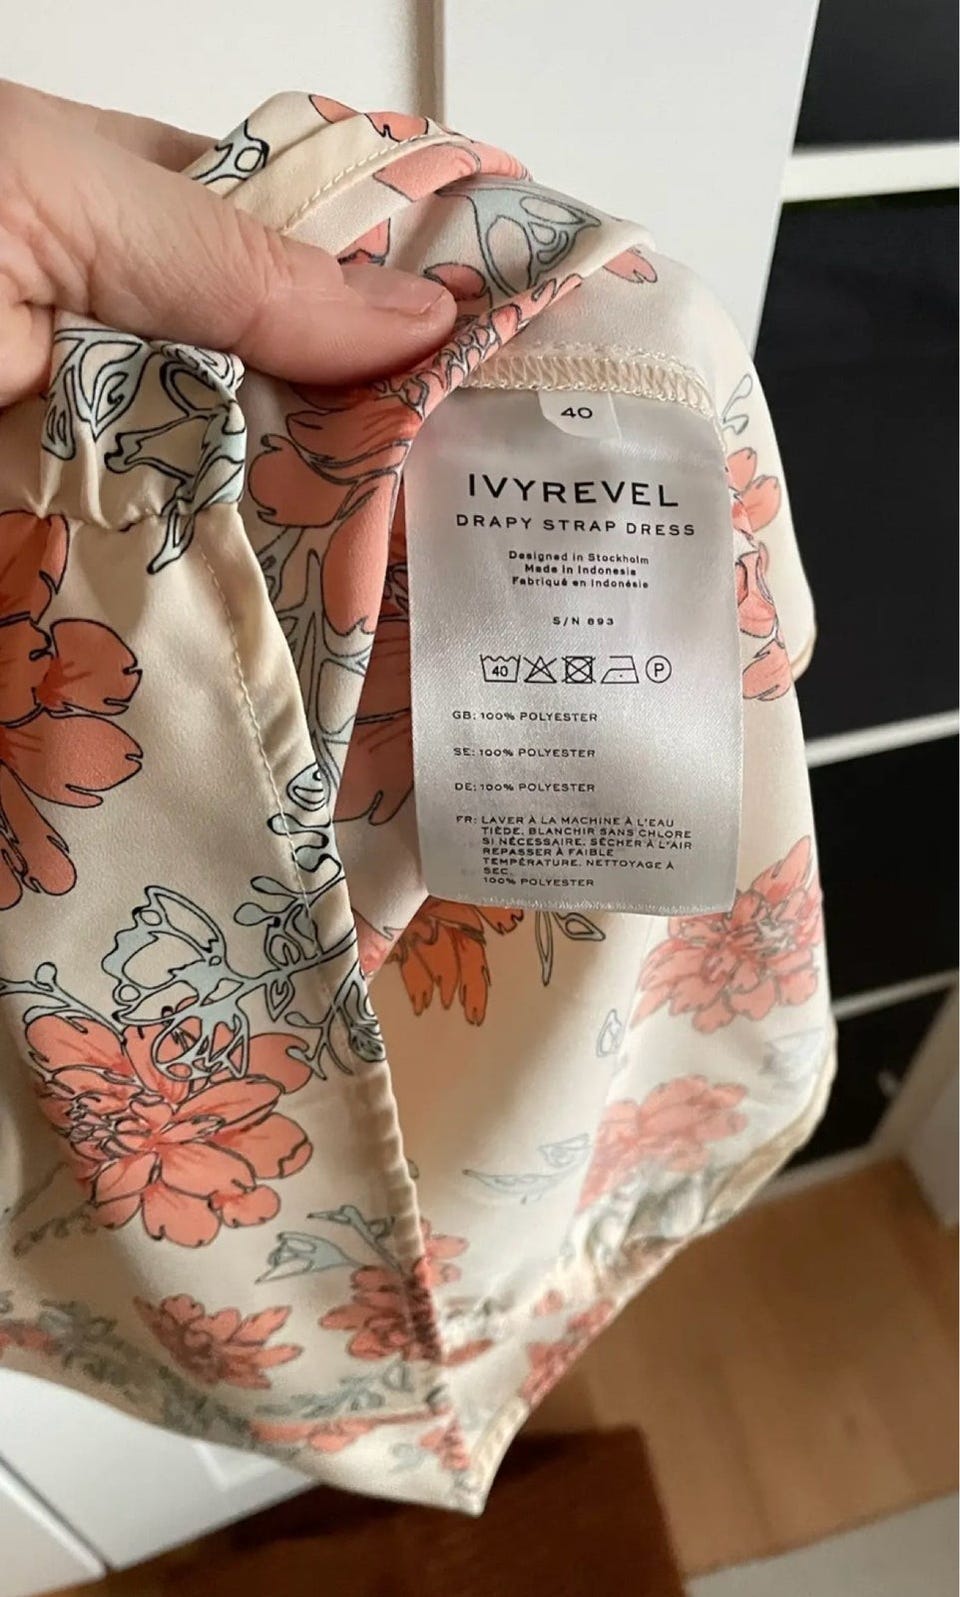 40
IVYREVEL
DRAPY STRAP DRESS
Designed in Stockholm
Made in Indonesia
Fabriqué en Indonésie
S/N 893
40 P
GB: 100% POLYESTER
SE: 100% POLYESTER
DE: 100% POLYESTER
FR: LAVER À LA MACHINE À L'EAU
TIÈDE. BLANCHIR SANS CHLORE
SI NÉCESSAIRE. SÉCHER À L'AIR
REPASSER À FAIBLE
TEMPÉRATURE. NETTOYAGE À
SEC.
100% POLYESTER